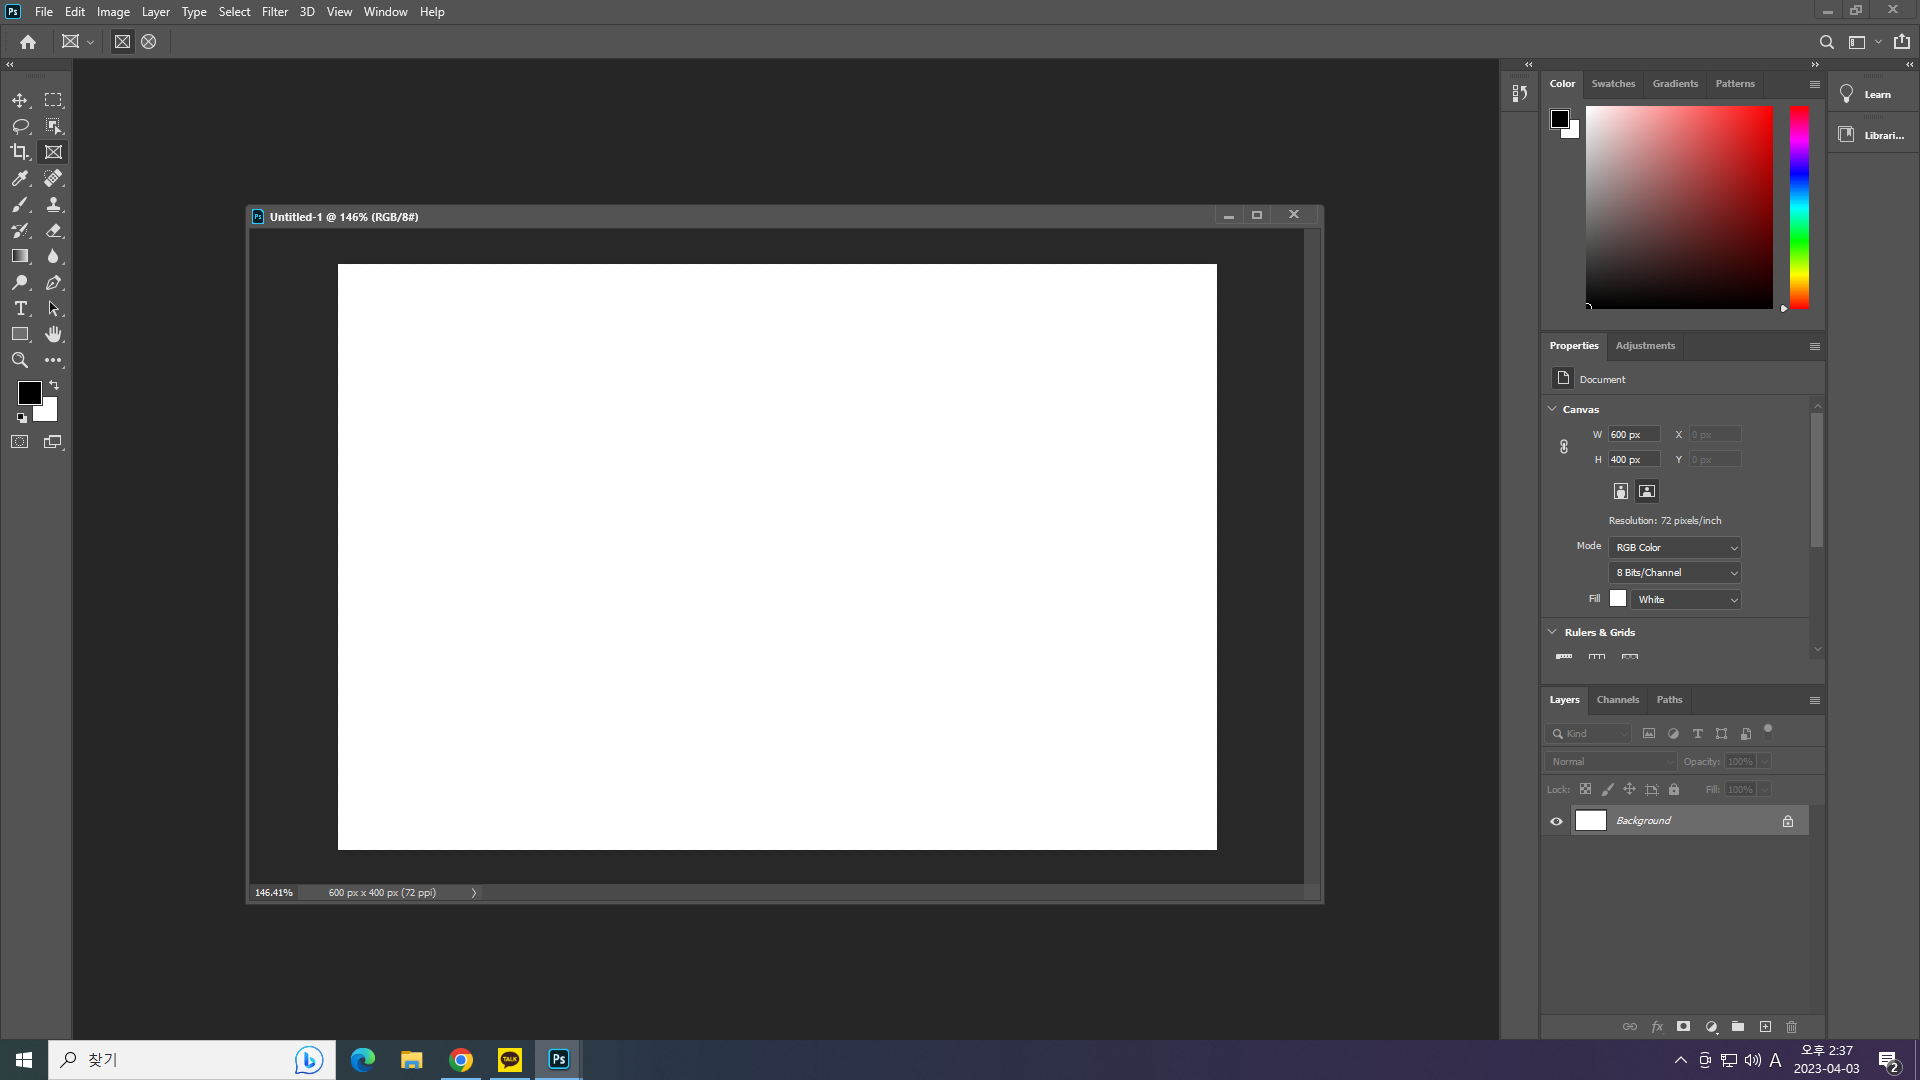 Ps File Edit Image Layer Type Select Filter 3D View Window Help
Color Swatches Gradients Patterns
Learn
Librari...
Ps Untitled-1 @ 146% (RGB/8#)
T
Properties Adjustments
Document
Canvas
W 600 px X 0 px
H 400 px Y 0 px
Resolution: 72 pixels/inch
Mode RGB Color
8 Bits/Channel
Fill White
Rulers & Grids
Layers Channels Paths
Kind T
Normal Opacity: 100%
Lock: Fill: 100%
Background
146.41% 600 px x 400 px (72 ppi)
fx
찾기 TALK Ps A 오후 2:37
2023-04-03 2